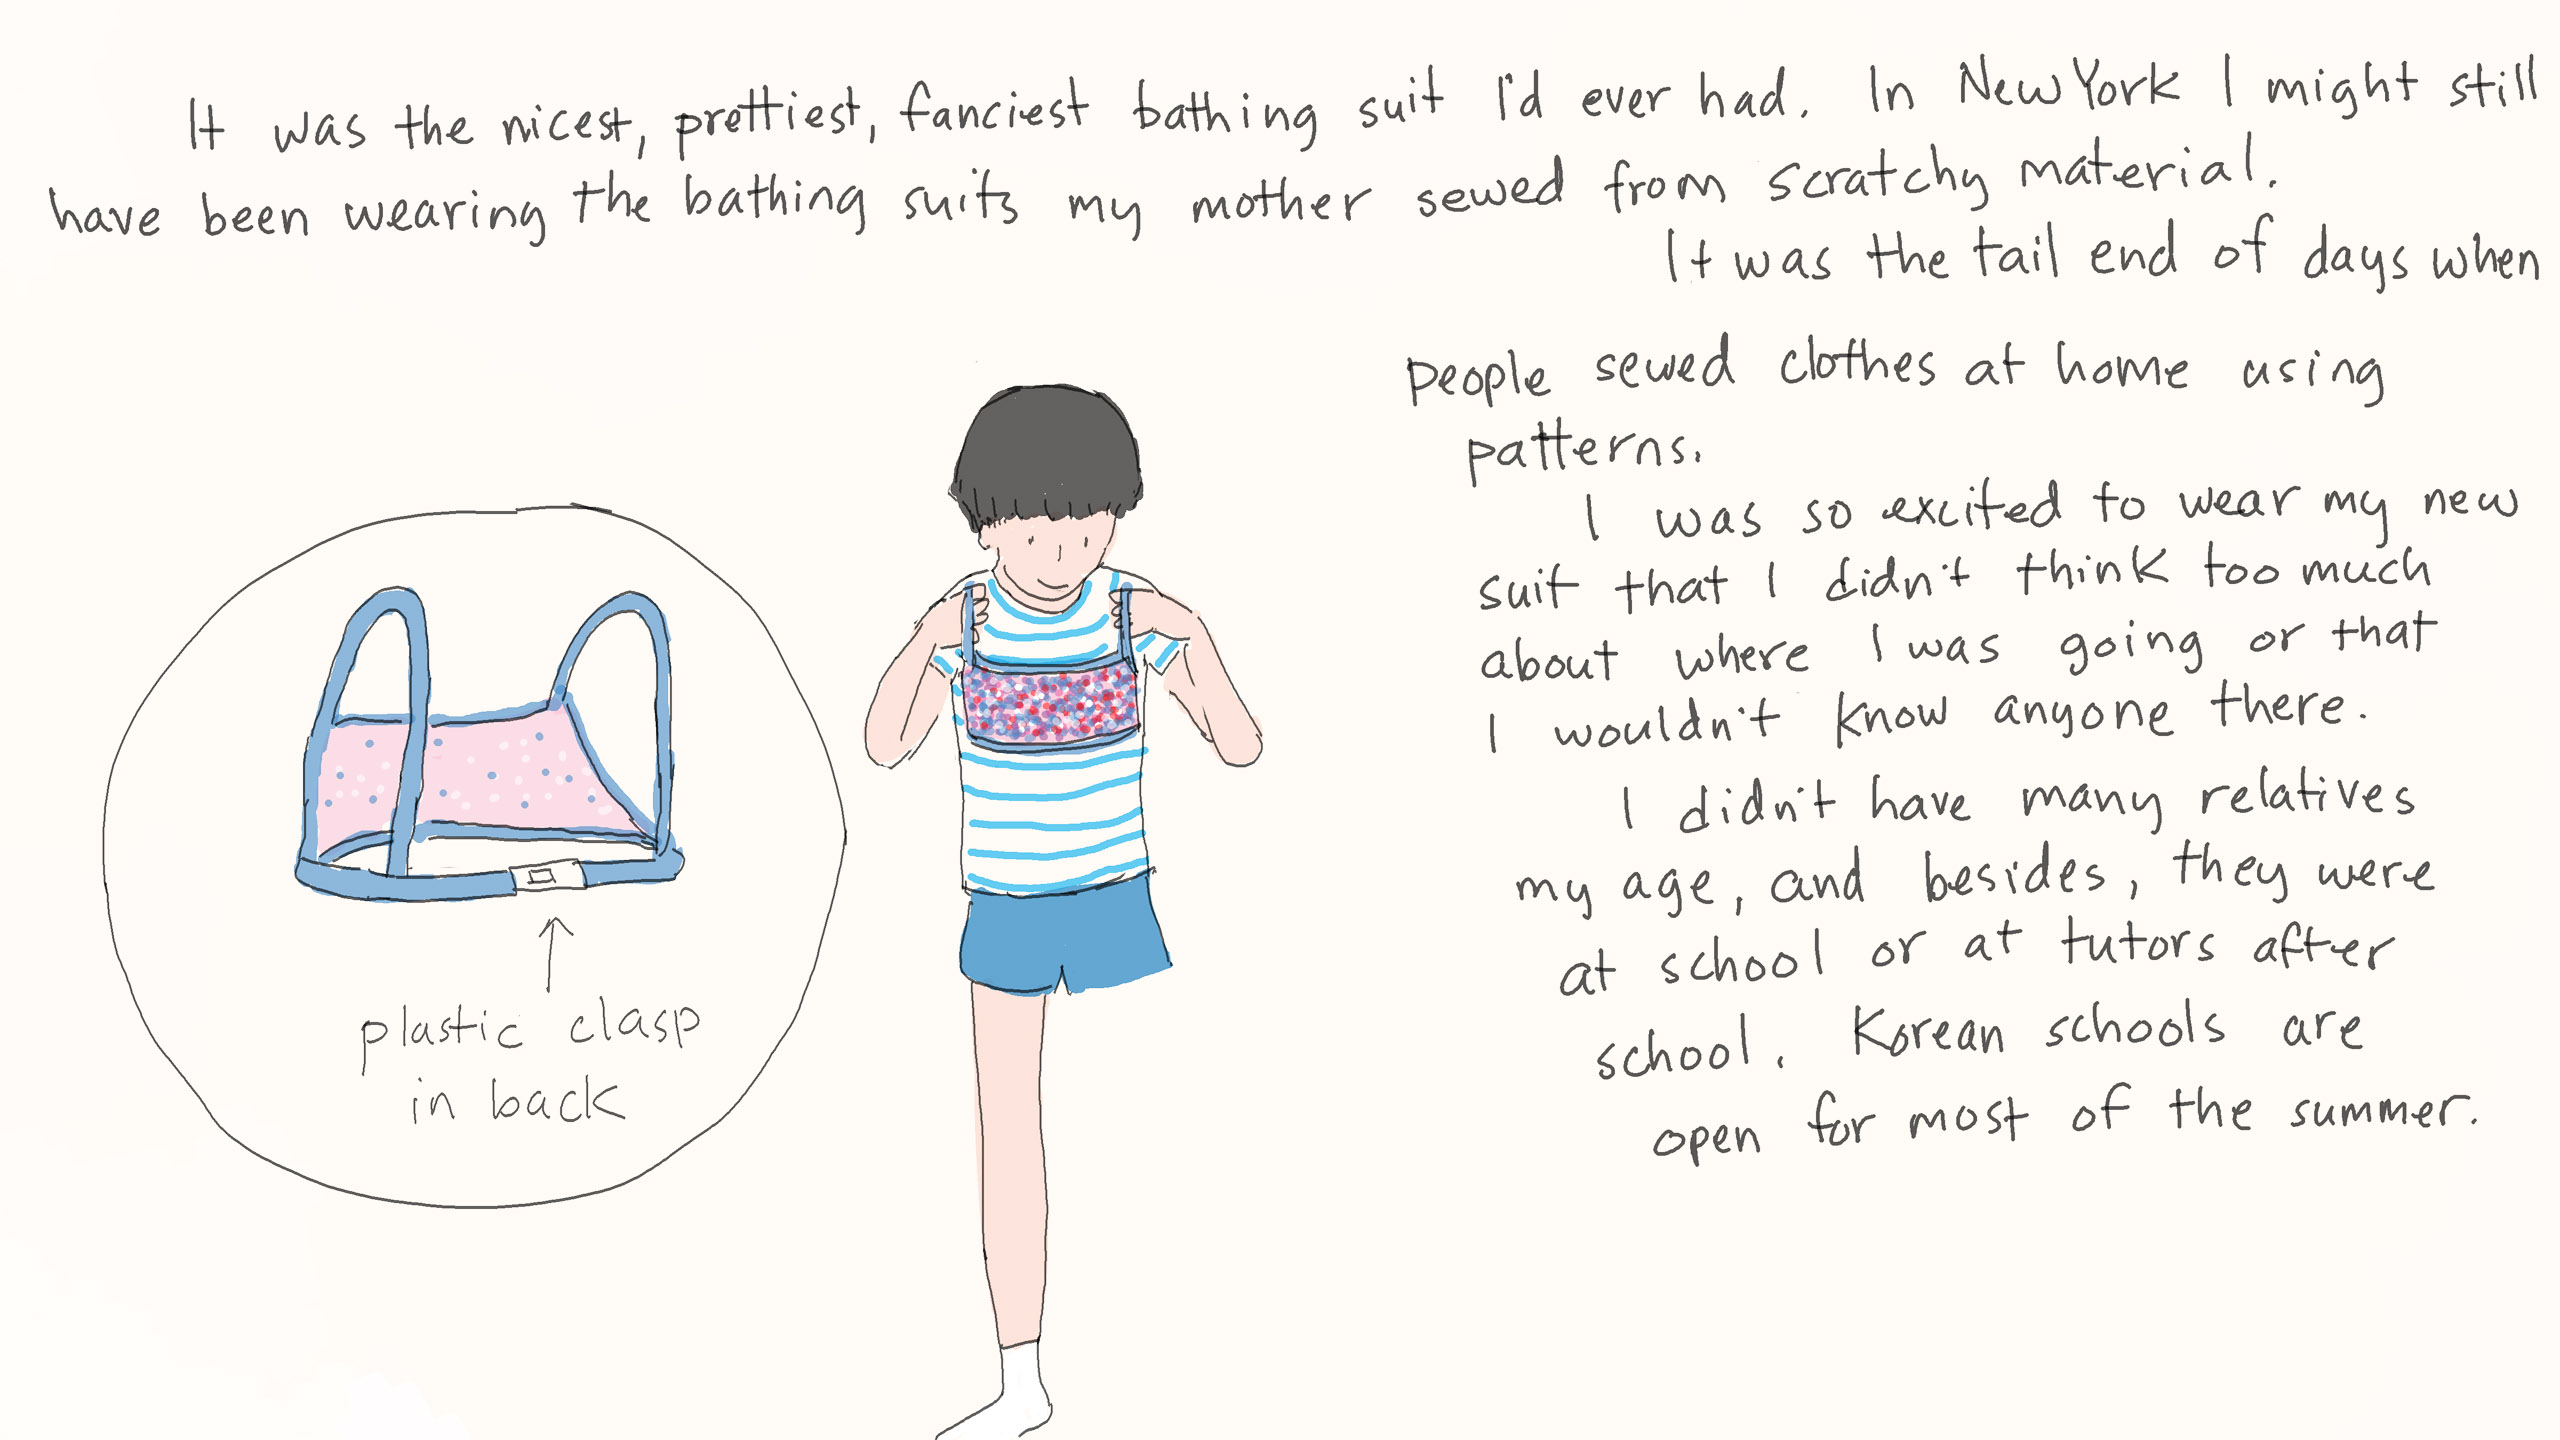 It was the nicest, prettiest, fanciest bathing suit I'd ever had. In New York I might still
have been wearing the bathing suits my mother sewed from scratchy material.
It was the tail end of days when
people sewed clothes at home using
patterns.
I was so excited to wear my new
suit that I didn't think too much
about where I was going or that
I wouldn't know anyone there.
I didn't have many relatives
my age, and besides, they were
at school or at tutors after
school. Korean schools are
open for most of the summer.
plastic clasp
in back